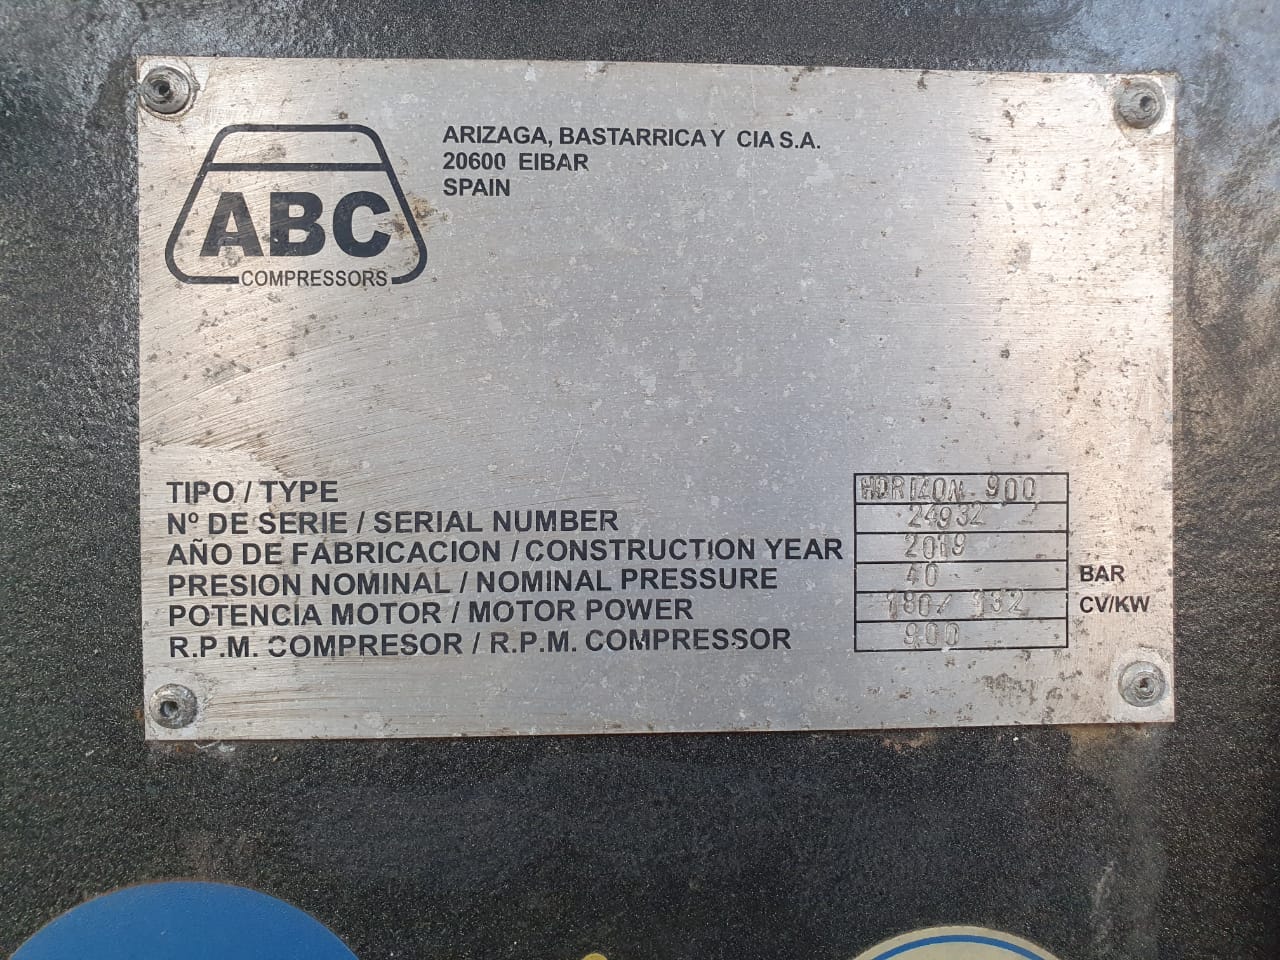 ABC
COMPRESSORS
ARIZAGA, BASTARRICA Y CIA S.A.
20600 EIBAR
SPAIN
TIPO / TYPE HORIZON 900
Nº DE SERIE / SERIAL NUMBER 24932 2
AÑO DE FABRICACION / CONSTRUCTION YEAR 2019
PRESION NOMINAL / NOMINAL PRESSURE 40 BAR
POTENCIA MOTOR / MOTOR POWER 180/ 132 CV/KW
R.P.M. COMPRESOR / R.P.M. COMPRESSOR 900